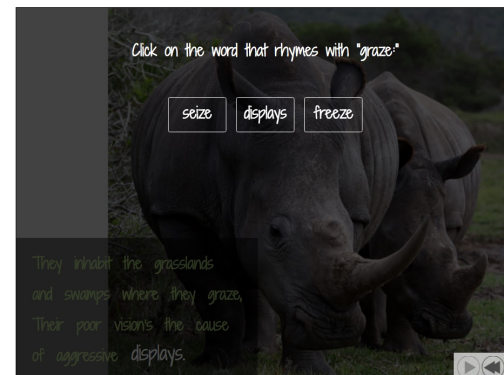 Click on the word that rhymes with "graze:"
seize
displays
freeze
They inhabit the grasslands
and swamps where they graze,
Their poor vision's the cause
of aggressive displays.